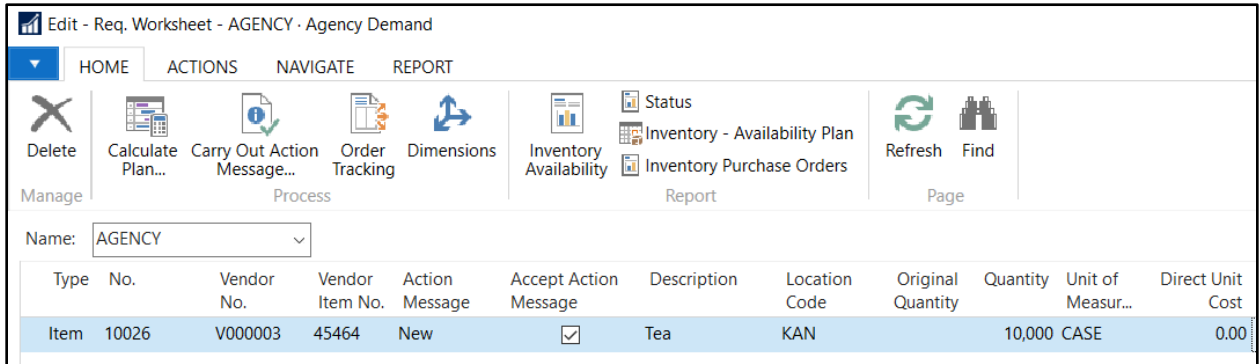 Edit - Req. Worksheet - AGENCY · Agency Demand
HOME ACTIONS NAVIGATE REPORT
Delete
Calculate Plan...
Carry Out Action Message...
Order Tracking
Dimensions
Inventory Availability
Status
Inventory - Availability Plan
Inventory Purchase Orders
Refresh
Find
Manage Process Report Page
Name: AGENCY
Type No. Vendor No. Vendor Item No. Action Message Accept Action Message Description Location Code Original Quantity Quantity Unit of Measur... Direct Unit Cost
Item 10026 V000003 45464 New Tea KAN 10,000 CASE 0.00